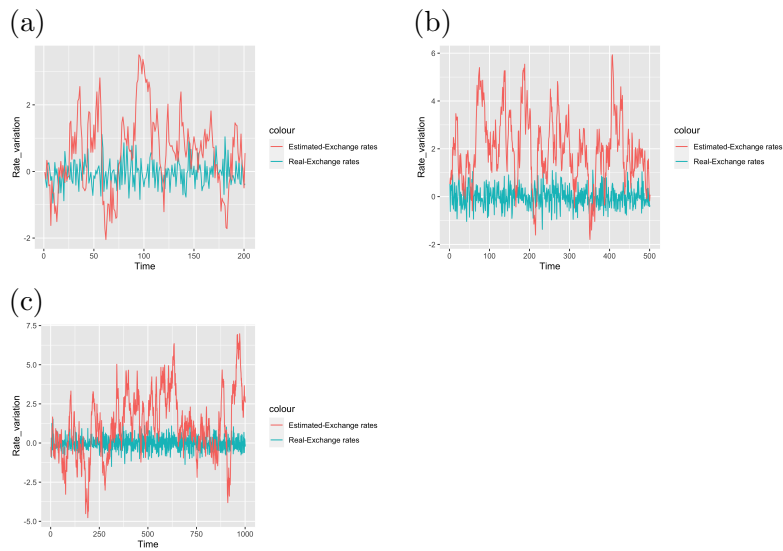 (a)
Rate_variation
2
0
-2
0
50
100
150
200
Time
colour
Estimated-Exchange rates
Real-Exchange rates
(b)
Rate_variation
6
4
2
0
-2
0
100
200
300
400
500
Time
colour
Estimated-Exchange rates
Real-Exchange rates
(c)
Rate_variation
7.5
5.0
2.5
0.0
-2.5
-5.0
0
250
500
750
1000
Time
colour
Estimated-Exchange rates
Real-Exchange rates